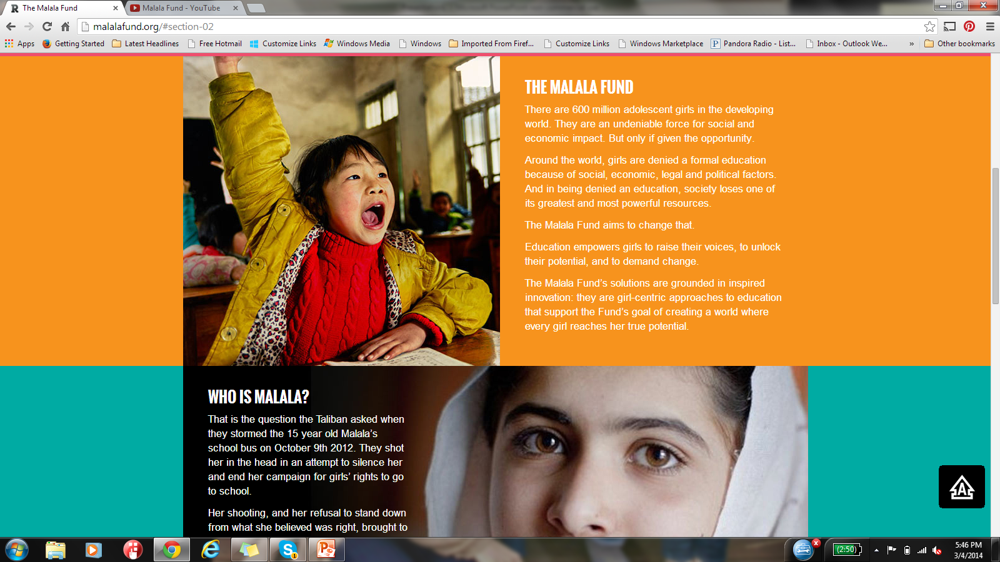 The Malala Fund
Malala Fund - YouTube
malalafund.org/#section-02
Apps
Getting Started
Latest Headlines
Free Hotmail
Customize Links
Windows Media
Windows
Imported From Firef...
Customize Links
Windows Marketplace
Pandora Radio - List...
Inbox - Outlook We...
»
Other bookmarks
THE MALALA FUND
There are 600 million adolescent girls in the developing
world. They are an undeniable force for social and
economic impact. But only if given the opportunity.
Around the world, girls are denied a formal education
because of social, economic, legal and political factors.
And in being denied an education, society loses one of
its greatest and most powerful resources.
The Malala Fund aims to change that.
Education empowers girls to raise their voices, to unlock
their potential, and to demand change.
The Malala Fund’s solutions are grounded in inspired
innovation: they are girl-centric approaches to education
that support the Fund’s goal of creating a world where
every girl reaches her true potential.
WHO IS MALALA?
That is the question the Taliban asked when
they stormed the 15 year old Malala’s
school bus on October 9th 2012. They shot
her in the head in an attempt to silence her
and end her campaign for girls’ rights to go
to school.
Her shooting, and her refusal to stand down
from what she believed was right, brought to
A
(2:50)
5:46 PM
3/4/2014